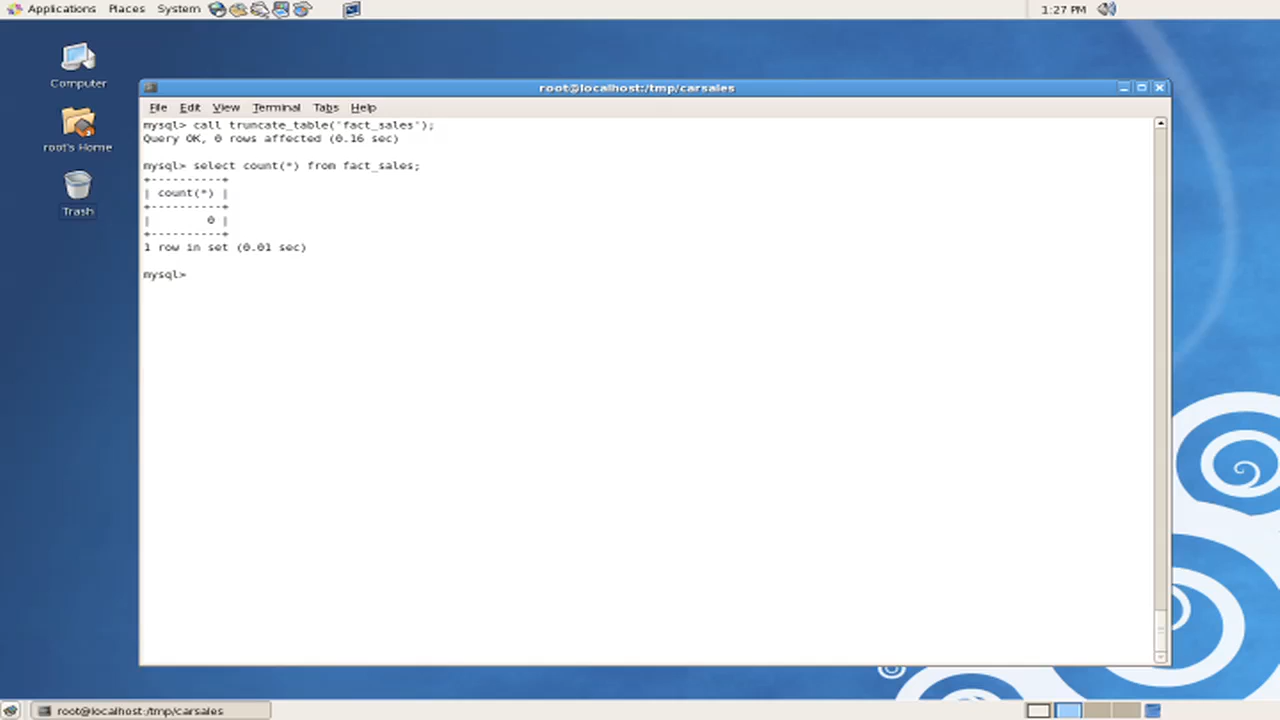 Applications Places System 1:27 PM
Computer
root's Home
Trash
root@localhost:/tmp/carsales
File Edit View Terminal Tabs Help
mysql> call truncate_table('fact_sales');
Query OK, 0 rows affected (0.16 sec)
mysql> select count(*) from fact_sales;
+----------+
| count(*) |
+----------+
| 0 |
+----------+
1 row in set (0.01 sec)
mysql>
root@localhost:/tmp/carsales